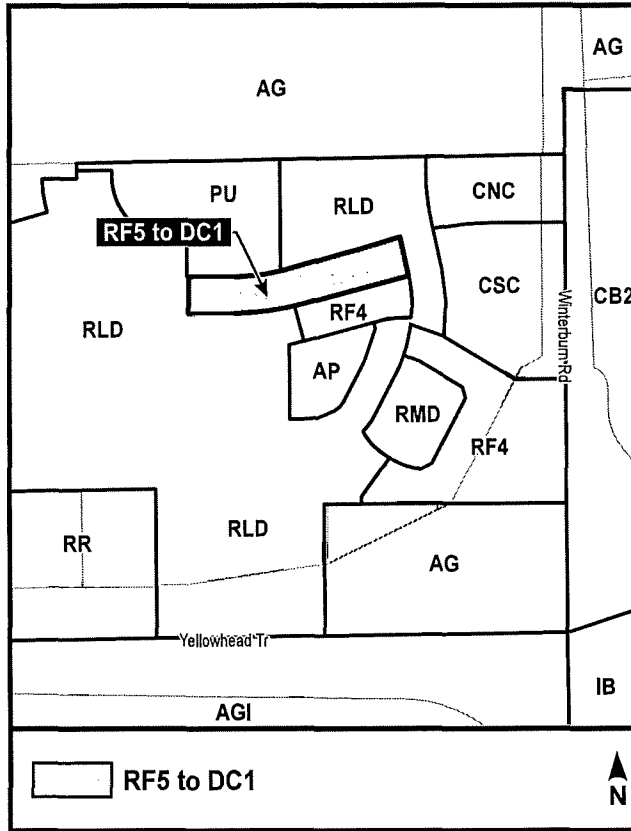 AG
AG
PU
RLD
CNC
RF5 to DC1
CSC
CB2
RLD
RF4
Winterburn Rd
AP
RMD
RF4
RR
RLD
AG
Yellowhead Tr
IB
AGI
RF5 to DC1
N